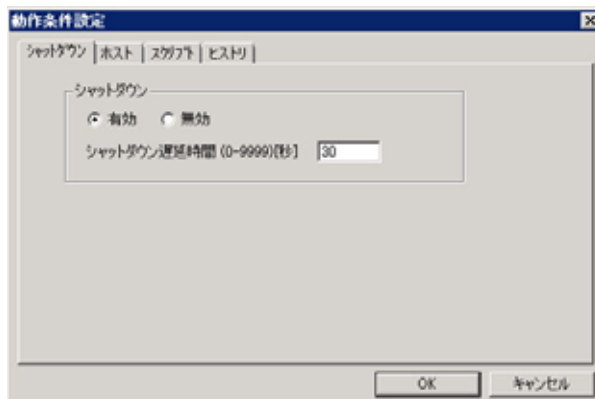 動作条件設定
シャットダウン ホスト スクリプト ヒストリ
シャットダウン
有効 無効
シャットダウン遅延時間 (0-9999)[秒] 30
OK キャンセル